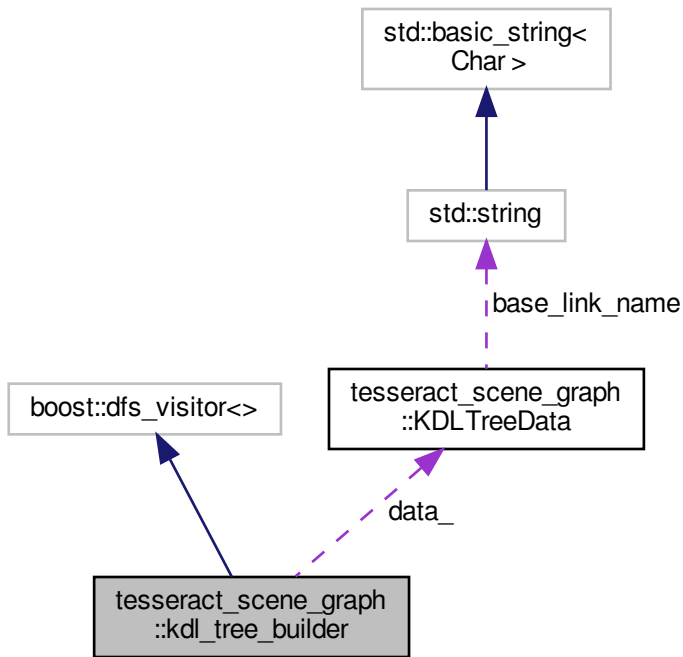 std::basic_string<
Char >
std::string
base_link_name
boost::dfs_visitor<>
tesseract_scene_graph
::KDLTreeData
data_
tesseract_scene_graph
::kdl_tree_builder